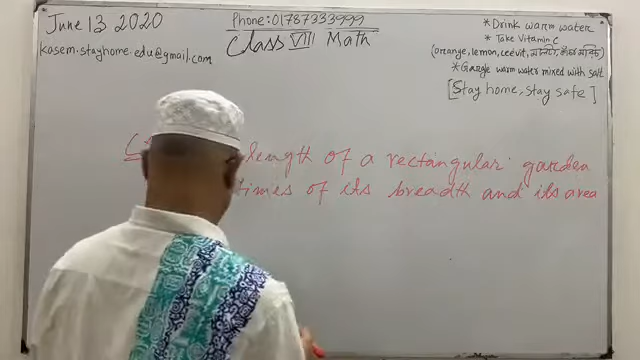 June 13 2020
Phone: 01787333999
kasem.stayhome.edu@gmail.com
Class VIII Math
* Drink warm water
* Take Vitamin C
(orange, lemon, ceevit,
* Gargle warm water mixed with salt
[Stay home, stay safe]
length of a rectangular garden
times of its breadth and its area